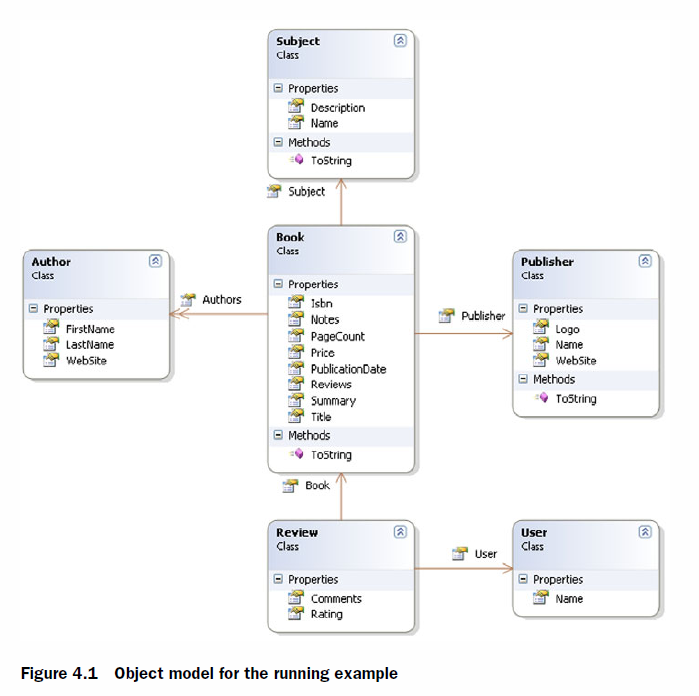 Subject
Class
Properties
Description
Name
Methods
ToString
Subject
Book
Class
Properties
Isbn
Notes
PageCount
Price
PublicationDate
Reviews
Summary
Title
Methods
ToString
Author
Class
Properties
FirstName
LastName
WebSite
Authors
Publisher
Publisher
Class
Properties
Logo
Name
WebSite
Methods
ToString
Book
Review
Class
Properties
Comments
Rating
User
User
Class
Properties
Name
Figure 4.1 Object model for the running example